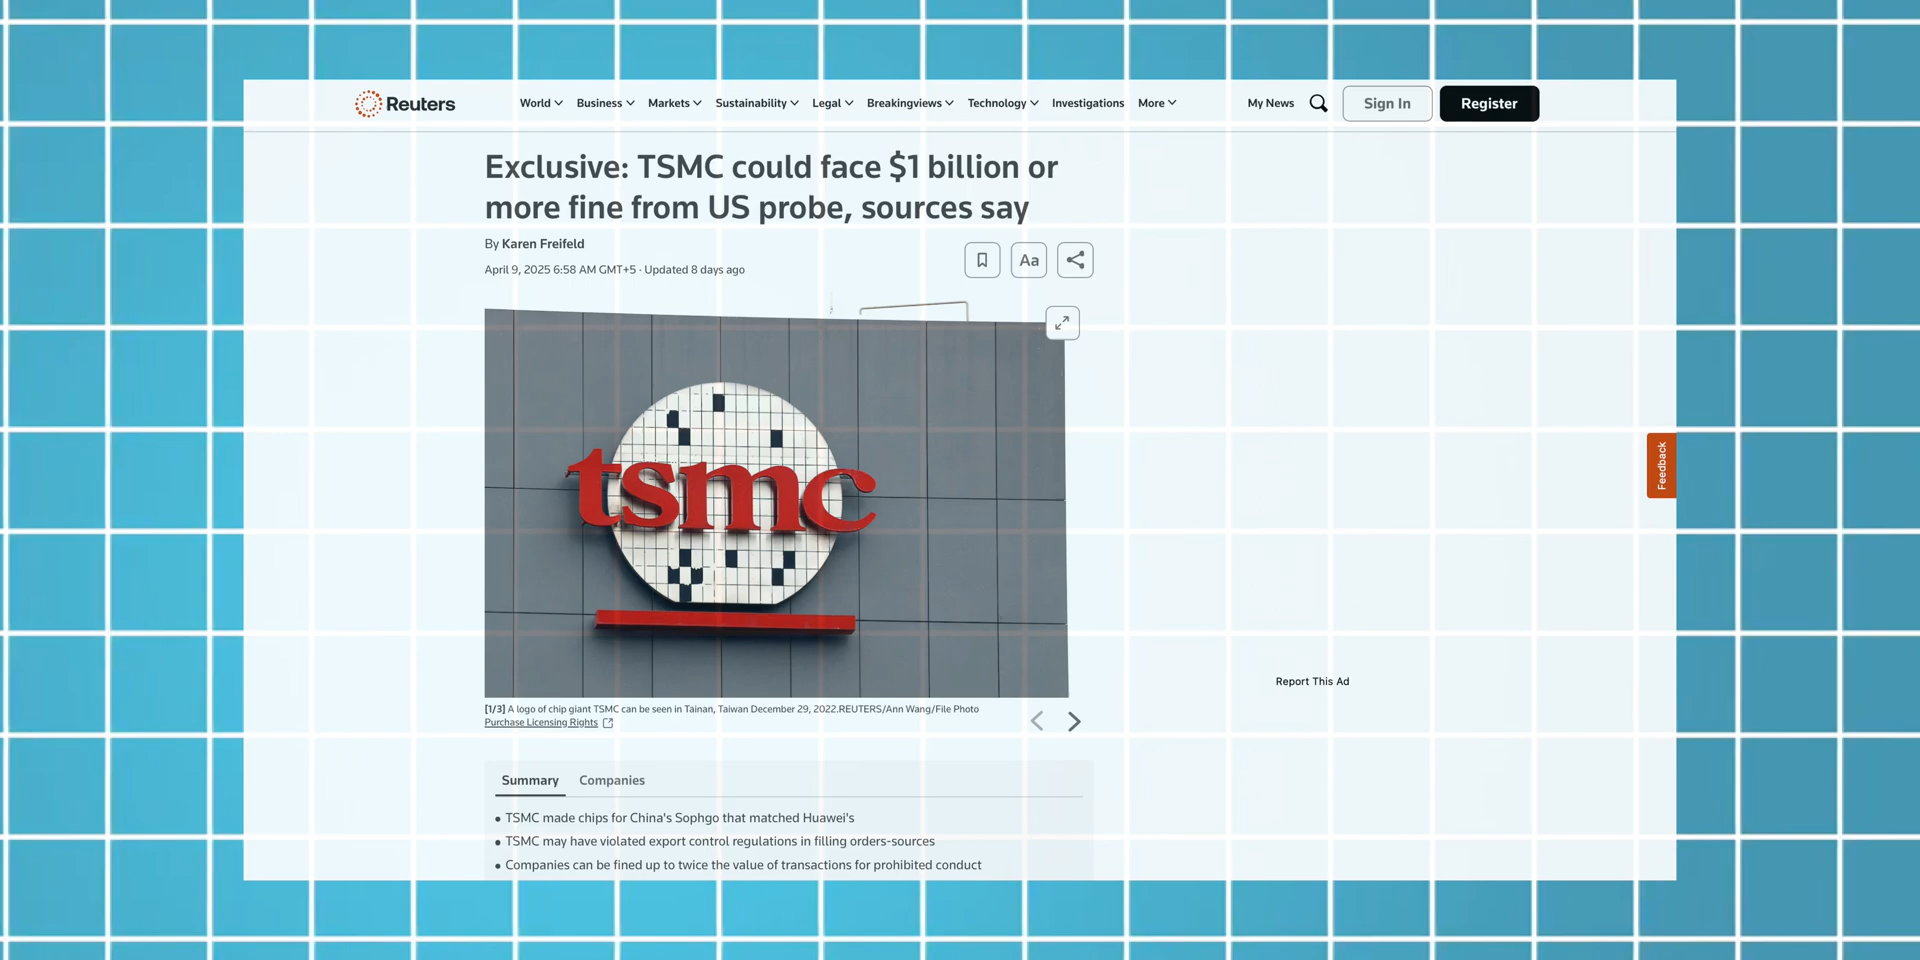 Reuters
World Business Markets Sustainability Legal Breakingviews Technology Investigations More My News Sign In Register
Exclusive: TSMC could face $1 billion or
more fine from US probe, sources say
By Karen Freifeld
April 9, 2025 6:58 AM GMT+5 · Updated 8 days ago
Aa
tsmc
[1/3] A logo of chip giant TSMC can be seen in Tainan, Taiwan December 29, 2022.REUTERS/Ann Wang/File Photo
Purchase Licensing Rights
Summary Companies
• TSMC made chips for China's Sophgo that matched Huawei's
• TSMC may have violated export control regulations in filling orders-sources
• Companies can be fined up to twice the value of transactions for prohibited conduct
Report This Ad
Feedback